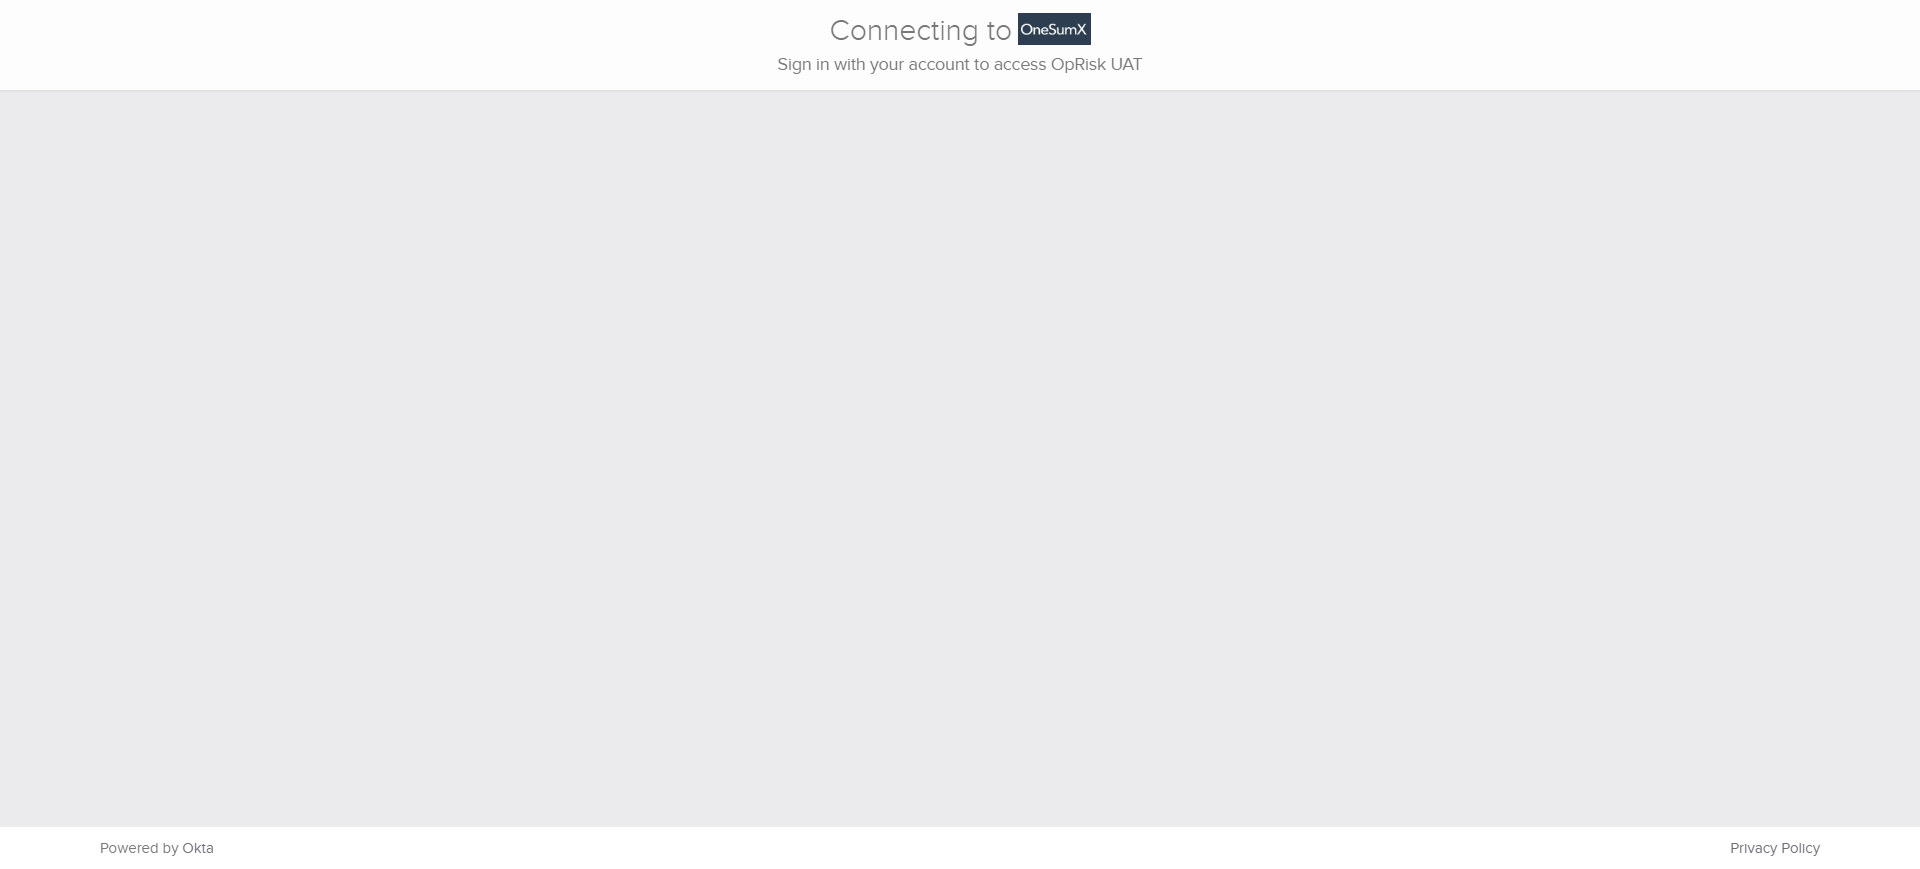 Connecting to OneSumX
Sign in with your account to access OpRisk UAT
Powered by Okta
Privacy Policy